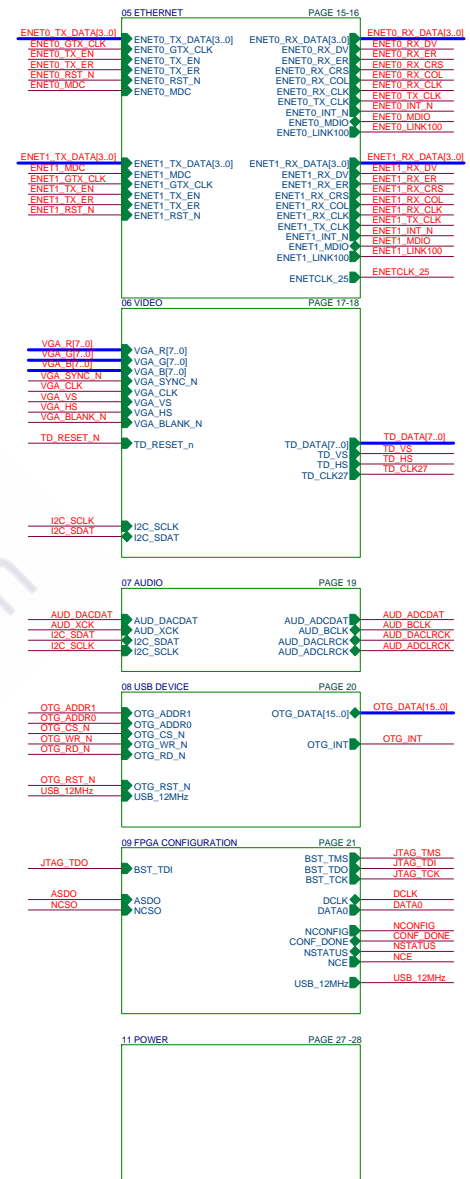 05 ETHERNET PAGE 15-16
ENET0_TX_DATA[3..0] ENET0_TX_DATA[3..0] ENET0_RX_DATA[3..0] ENET0_RX_DATA[3..0]
ENET0_GTX_CLK ENET0_GTX_CLK ENET0_RX_DV ENET0_RX_DV
ENET0_TX_EN ENET0_TX_EN ENET0_RX_ER ENET0_RX_ER
ENET0_TX_ER ENET0_TX_ER ENET0_RX_CRS ENET0_RX_CRS
ENET0_RST_N ENET0_RST_N ENET0_RX_COL ENET0_RX_COL
ENET0_MDC ENET0_MDC ENET0_RX_CLK ENET0_RX_CLK
ENET0_TX_CLK ENET0_TX_CLK
ENET0_INT_N ENET0_INT_N
ENET0_MDIO ENET0_MDIO
ENET0_LINK100 ENET0_LINK100
ENET1_TX_DATA[3..0] ENET1_TX_DATA[3..0] ENET1_RX_DATA[3..0] ENET1_RX_DATA[3..0]
ENET1_MDC ENET1_MDC ENET1_RX_DV ENET1_RX_DV
ENET1_GTX_CLK ENET1_GTX_CLK ENET1_RX_ER ENET1_RX_ER
ENET1_TX_EN ENET1_TX_EN ENET1_RX_CRS ENET1_RX_CRS
ENET1_TX_ER ENET1_TX_ER ENET1_RX_COL ENET1_RX_COL
ENET1_RST_N ENET1_RST_N ENET1_RX_CLK ENET1_RX_CLK
ENET1_TX_CLK ENET1_TX_CLK
ENET1_INT_N ENET1_INT_N
ENET1_MDIO ENET1_MDIO
ENET1_LINK100 ENET1_LINK100
ENETCLK_25 ENETCLK_25
06 VIDEO PAGE 17-18
VGA_R[7..0] VGA_R[7..0]
VGA_G[7..0] VGA_G[7..0]
VGA_B[7..0] VGA_B[7..0]
VGA_SYNC_N VGA_SYNC_N
VGA_CLK VGA_CLK
VGA_VS VGA_VS
VGA_HS VGA_HS
VGA_BLANK_N VGA_BLANK_N
TD_RESET_N TD_RESET_n TD_DATA[7..0] TD_DATA[7..0]
TD_VS TD_VS
TD_HS TD_HS
TD_CLK27 TD_CLK27
I2C_SCLK I2C_SCLK
I2C_SDAT I2C_SDAT
07 AUDIO PAGE 19
AUD_DACDAT AUD_DACDAT AUD_ADCDAT AUD_ADCDAT
AUD_XCK AUD_XCK AUD_BCLK AUD_BCLK
I2C_SDAT I2C_SDAT AUD_DACLRCK AUD_DACLRCK
I2C_SCLK I2C_SCLK AUD_ADCLRCK AUD_ADCLRCK
08 USB DEVICE PAGE 20
OTG_ADDR1 OTG_ADDR1 OTG_DATA[15..0] OTG_DATA[15..0]
OTG_ADDR0 OTG_ADDR0
OTG_CS_N OTG_CS_N
OTG_WR_N OTG_WR_N OTG_INT OTG_INT
OTG_RD_N OTG_RD_N
OTG_RST_N OTG_RST_N
USB_12MHz USB_12MHz
09 FPGA CONFIGURATION PAGE 21
BST_TMS JTAG_TMS
JTAG_TDO BST_TDI BST_TDO JTAG_TDI
BST_TCK JTAG_TCK
ASDO ASDO DCLK DCLK
NCSO NCSO DATA0 DATA0
NCONFIG NCONFIG
CONF_DONE CONF_DONE
NSTATUS NSTATUS
NCE NCE
USB_12MHz USB_12MHz
11 POWER PAGE 27 -28